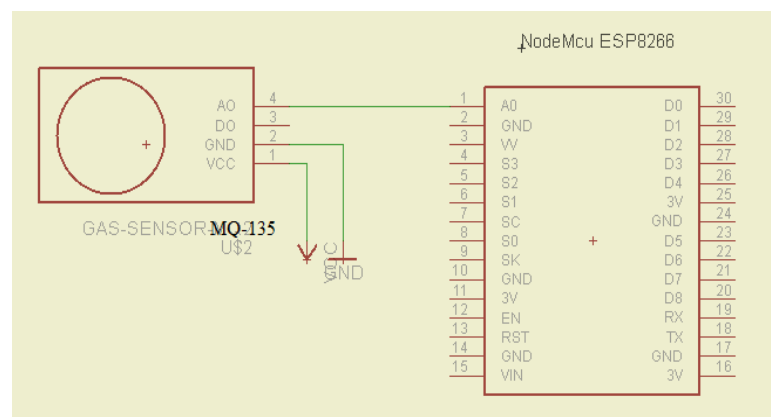 NodeMcu ESP8266
AO 4
DO 3
GND 2
VCC 1
GAS-SENSOR-MQ-135
U$2
VCC
GND
1 A0 D0 30
2 GND D1 29
3 VV D2 28
4 S3 D3 27
5 S2 D4 26
6 S1 3V 25
7 SC GND 24
8 S0 D5 23
9 SK D6 22
10 GND D7 21
11 3V D8 20
12 EN RX 19
13 RST TX 18
14 GND GND 17
15 VIN 3V 16